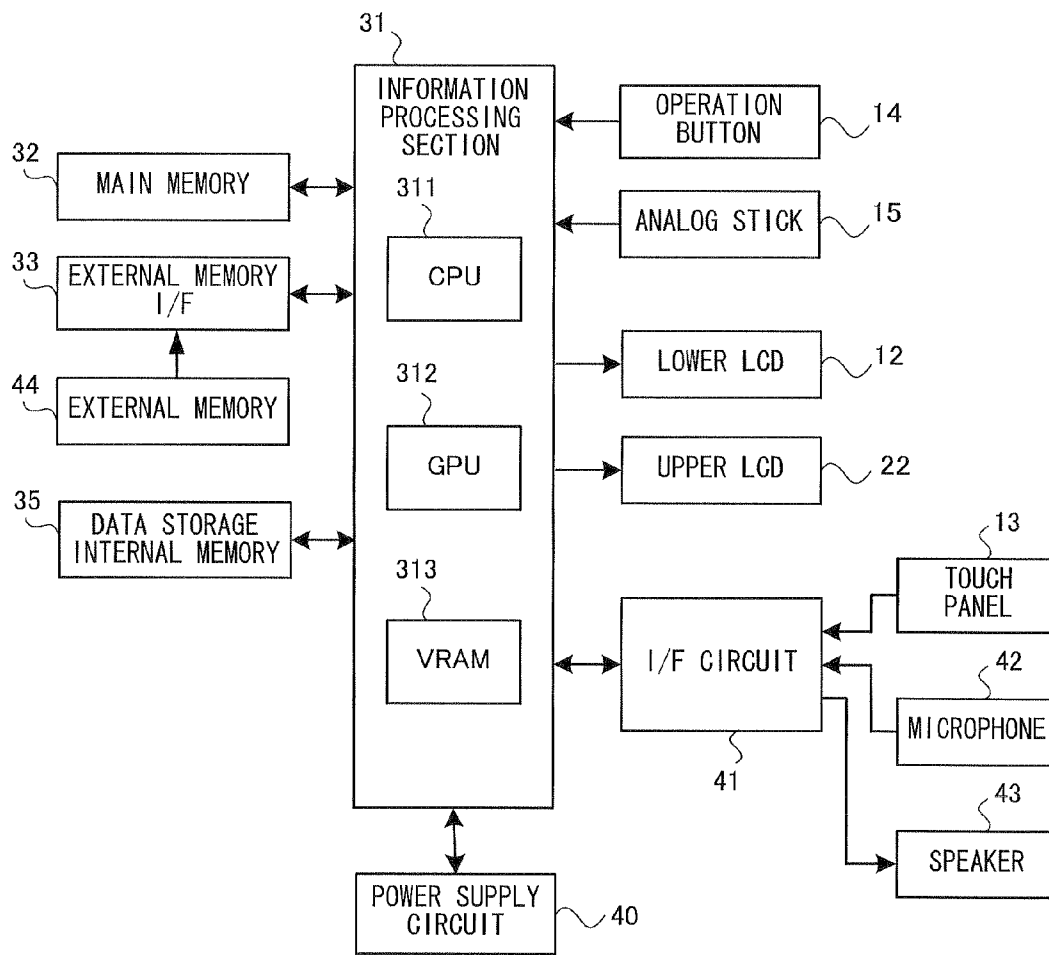 31
INFORMATION
PROCESSING
SECTION
311
CPU
312
GPU
313
VRAM
32
MAIN MEMORY
33
EXTERNAL MEMORY
I/F
44
EXTERNAL MEMORY
35
DATA STORAGE
INTERNAL MEMORY
OPERATION
BUTTON
14
ANALOG STICK
15
LOWER LCD
12
UPPER LCD
22
I/F CIRCUIT
41
13
TOUCH
PANEL
42
MICROPHONE
43
SPEAKER
POWER SUPPLY
CIRCUIT
40